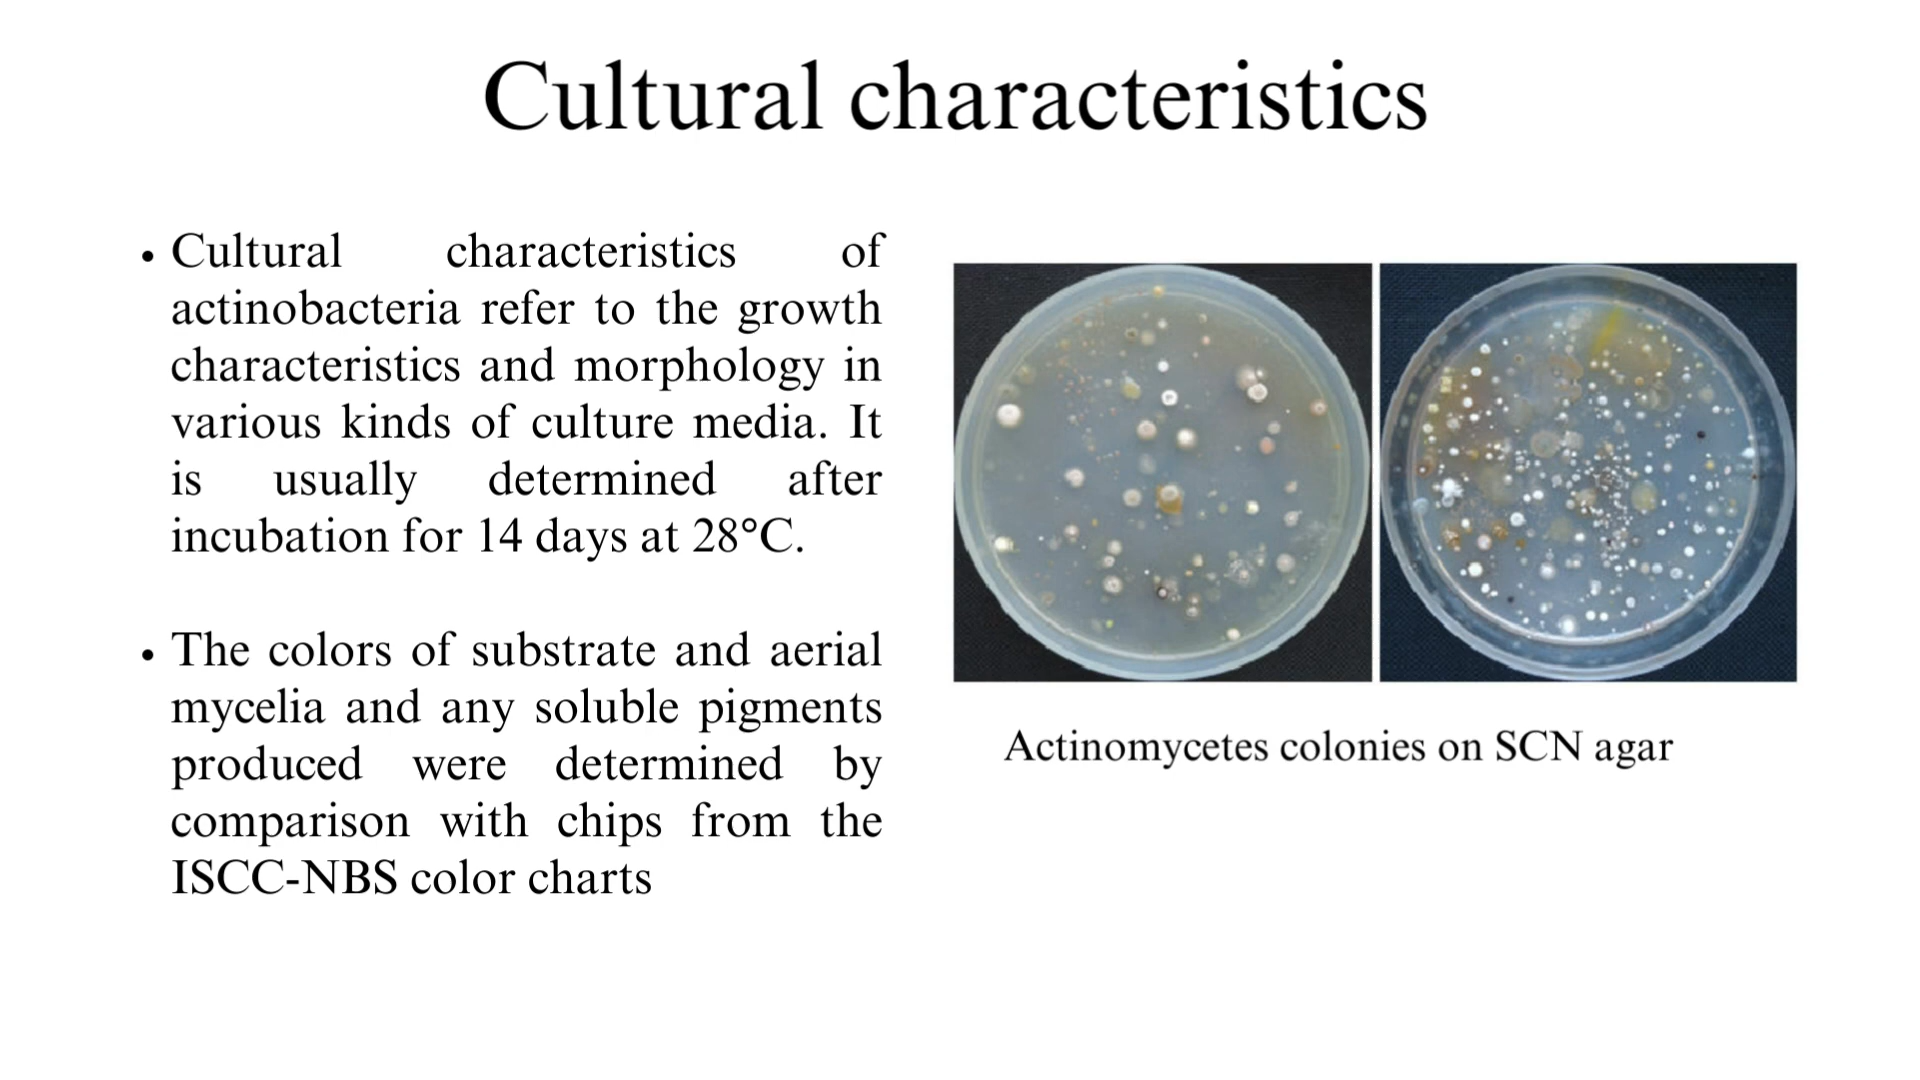 Cultural characteristics
• Cultural characteristics of
actinobacteria refer to the growth
characteristics and morphology in
various kinds of culture media. It
is usually determined after
incubation for 14 days at 28°C.
• The colors of substrate and aerial
mycelia and any soluble pigments
produced were determined by
comparison with chips from the
ISCC-NBS color charts
Actinomycetes colonies on SCN agar